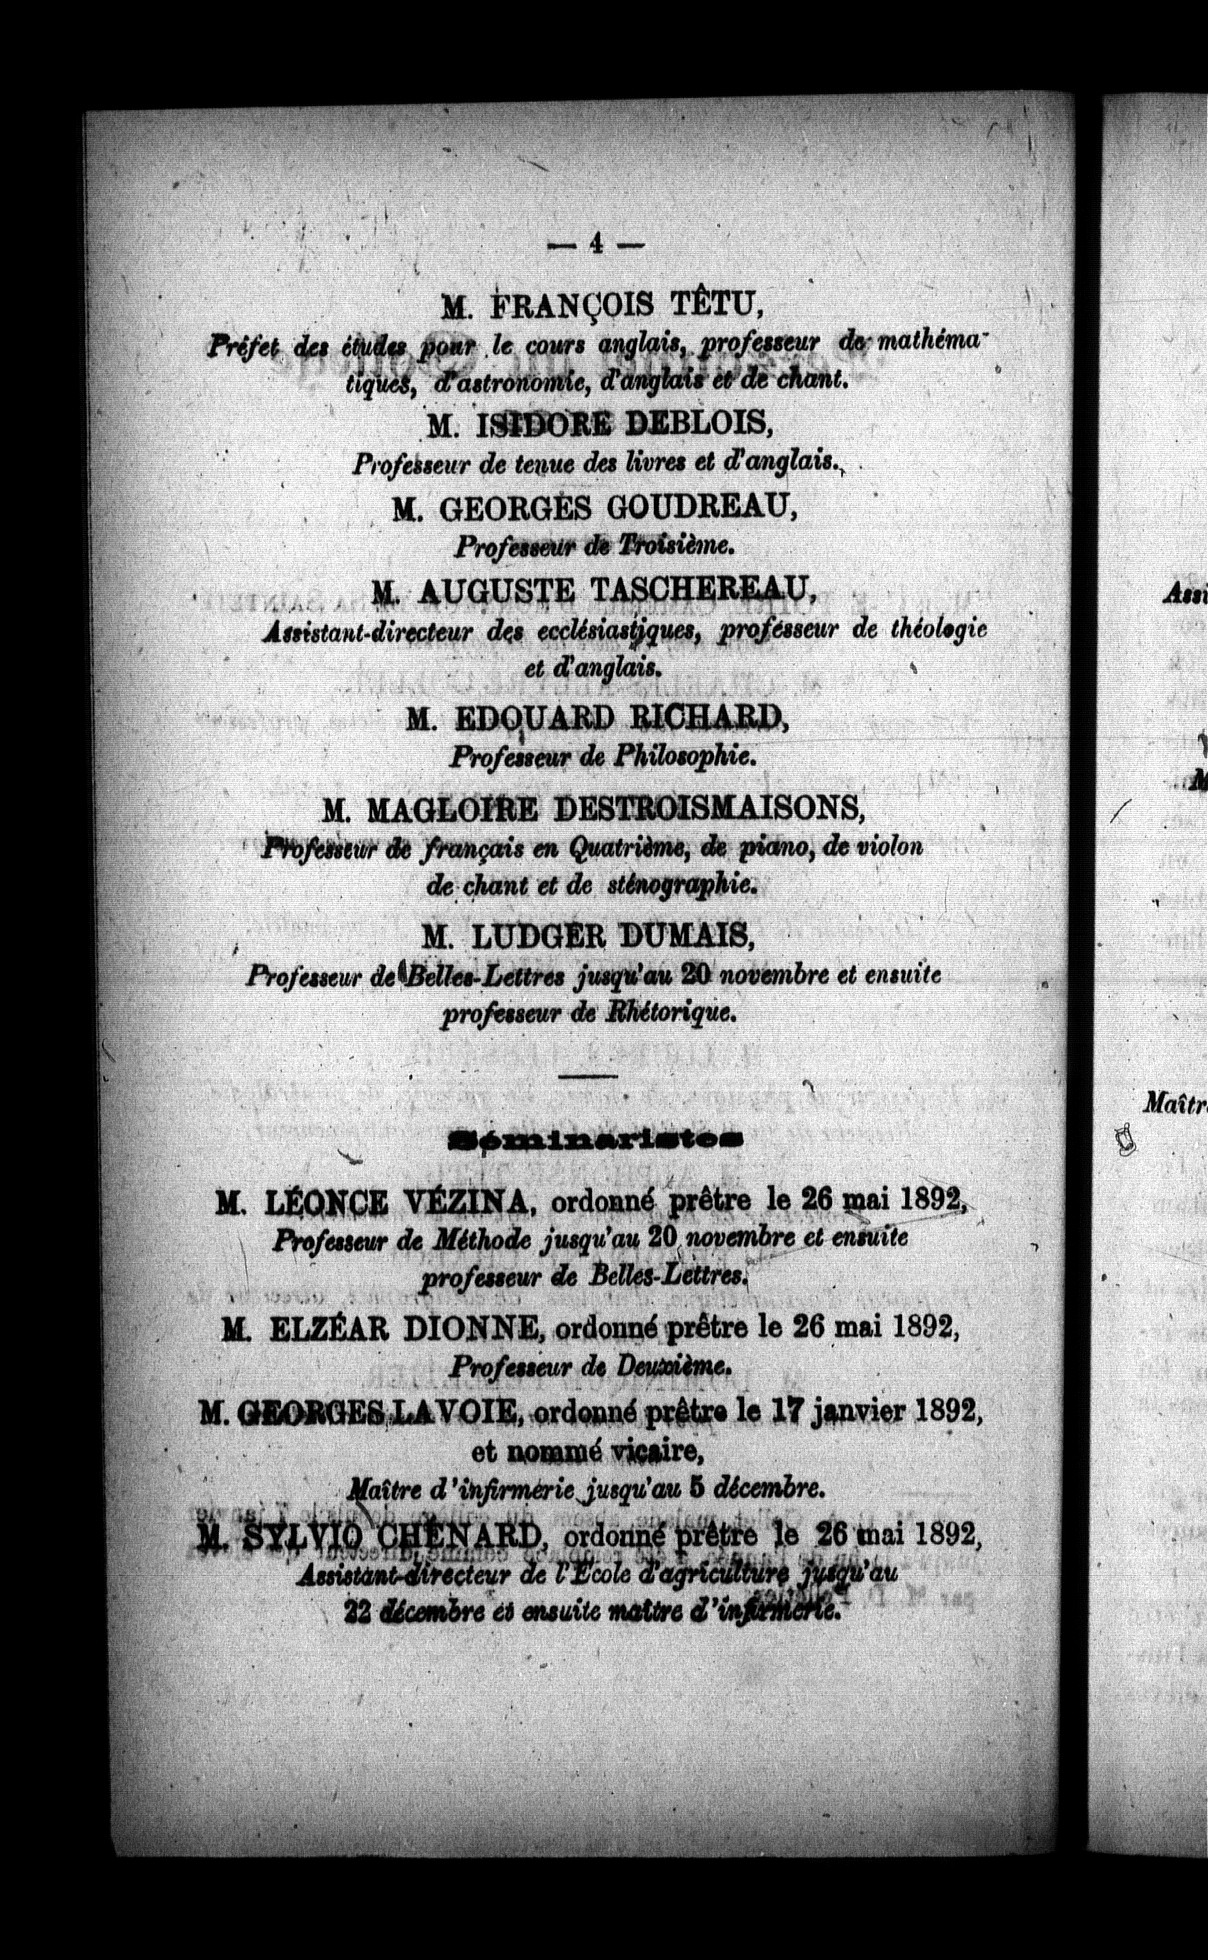 — 4 —
M. FRANÇOIS TÊTU,
Préfet des études pour le cours anglais, professeur de mathéma-
tiques, d'astronomie, d'anglais et de chant.
M. ISIDORE DEBLOIS,
Professeur de tenue des livres et d'anglais.
M. GEORGES GOUDREAU,
Professeur de Troisième.
M. AUGUSTE TASCHEREAU,
Assistant-directeur des ecclésiastiques, professeur de théologie
et d'anglais.
M. EDOUARD RICHARD,
Professeur de Philosophie.
M. MAGLOIRE DESTROISMAISONS,
Professeur de français en Quatrième, de piano, de violon
de chant et de sténographie.
M. LUDGER DUMAIS,
Professeur de Belles-Lettres jusqu'au 20 novembre et ensuite
professeur de Rhétorique.
Séminaristes
M. LÉONCE VÉZINA, ordonné prêtre le 26 mai 1892,
Professeur de Méthode jusqu'au 20 novembre et ensuite
professeur de Belles-Lettres.
M. ELZÉAR DIONNE, ordonné prêtre le 26 mai 1892,
Professeur de Deuxième.
M. GEORGES LAVOIE, ordonné prêtre le 17 janvier 1892,
et nommé vicaire,
Maître d'infirmerie jusqu'au 5 décembre.
M. SYLVIO CHÉNARD, ordonné prêtre le 26 mai 1892,
Assistant-directeur de l'Ecole d'agriculture jusqu'au
22 décembre et ensuite maître d'infirmerie.
Assi
M
Maîtr